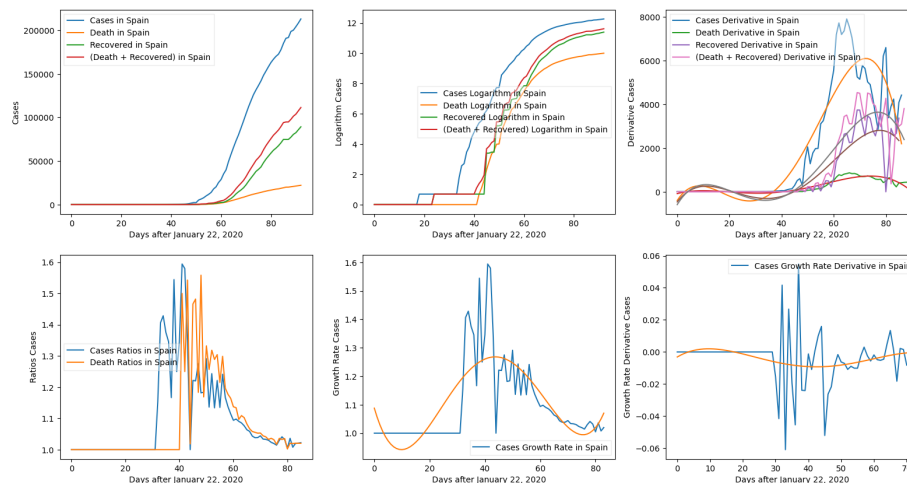 Cases in Spain
Death in Spain
Recovered in Spain
(Death + Recovered) in Spain
Cases
200000
150000
100000
50000
0
0 20 40 60 80
Days after January 22, 2020
Cases Logarithm in Spain
Death Logarithm in Spain
Recovered Logarithm in Spain
(Death + Recovered) Logarithm in Spain
Logarithm Cases
12
10
8
6
4
2
0
0 20 40 60 80
Days after January 22, 2020
Cases Derivative in Spain
Death Derivative in Spain
Recovered Derivative in Spain
(Death + Recovered) Derivative in Spain
Derivative Cases
8000
6000
4000
2000
0
0 20 40 60 80
Days after January 22, 2020
Cases Ratios in Spain
Death Ratios in Spain
Ratios Cases
1.6
1.5
1.4
1.3
1.2
1.1
1.0
0 20 40 60 80
Days after January 22, 2020
Cases Growth Rate in Spain
Growth Rate Cases
1.6
1.5
1.4
1.3
1.2
1.1
1.0
0 20 40 60 80
Days after January 22, 2020
Cases Growth Rate Derivative in Spain
Growth Rate Derivative Cases
0.06
0.04
0.02
0.00
−0.02
−0.04
−0.06
0 10 20 30 40 50 60
Days after January 22, 2020